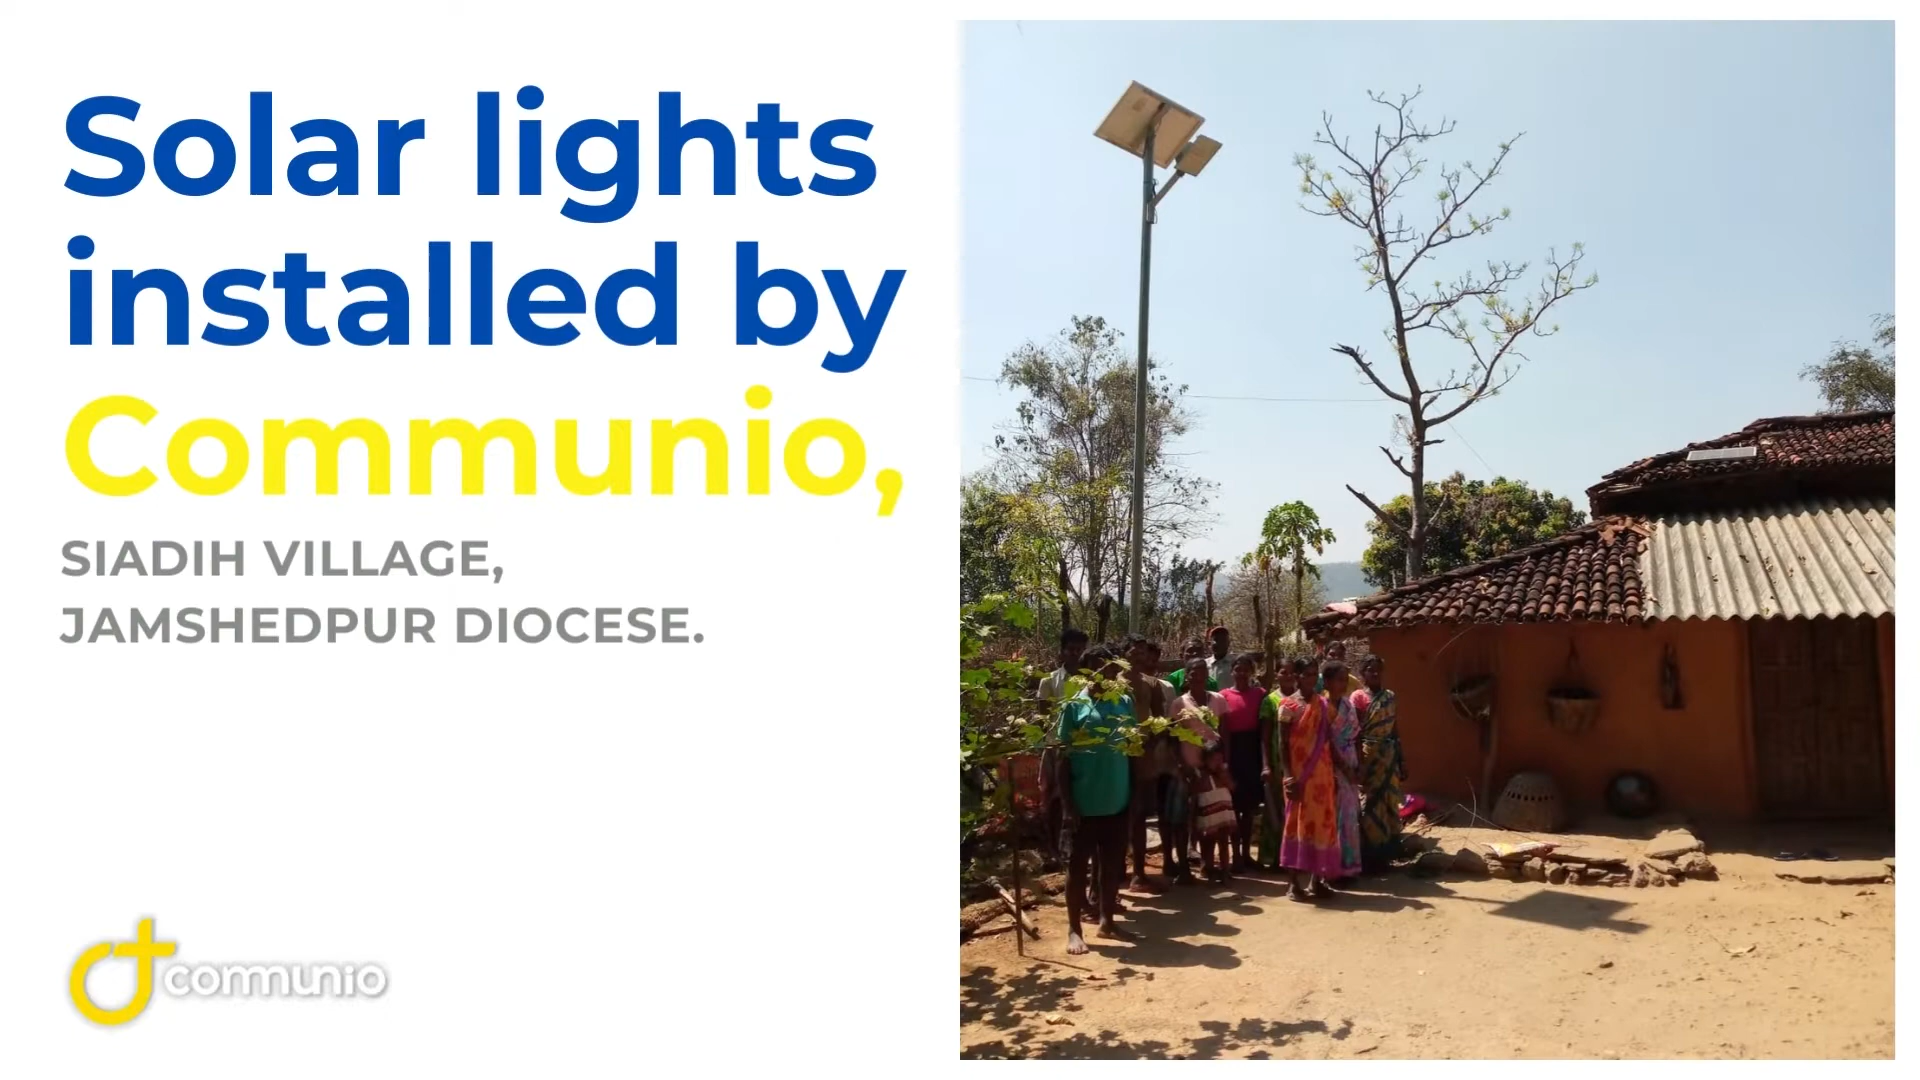 Solar lights
installed by
Communio,
SIADIH VILLAGE,
JAMSHEDPUR DIOCESE.
communio